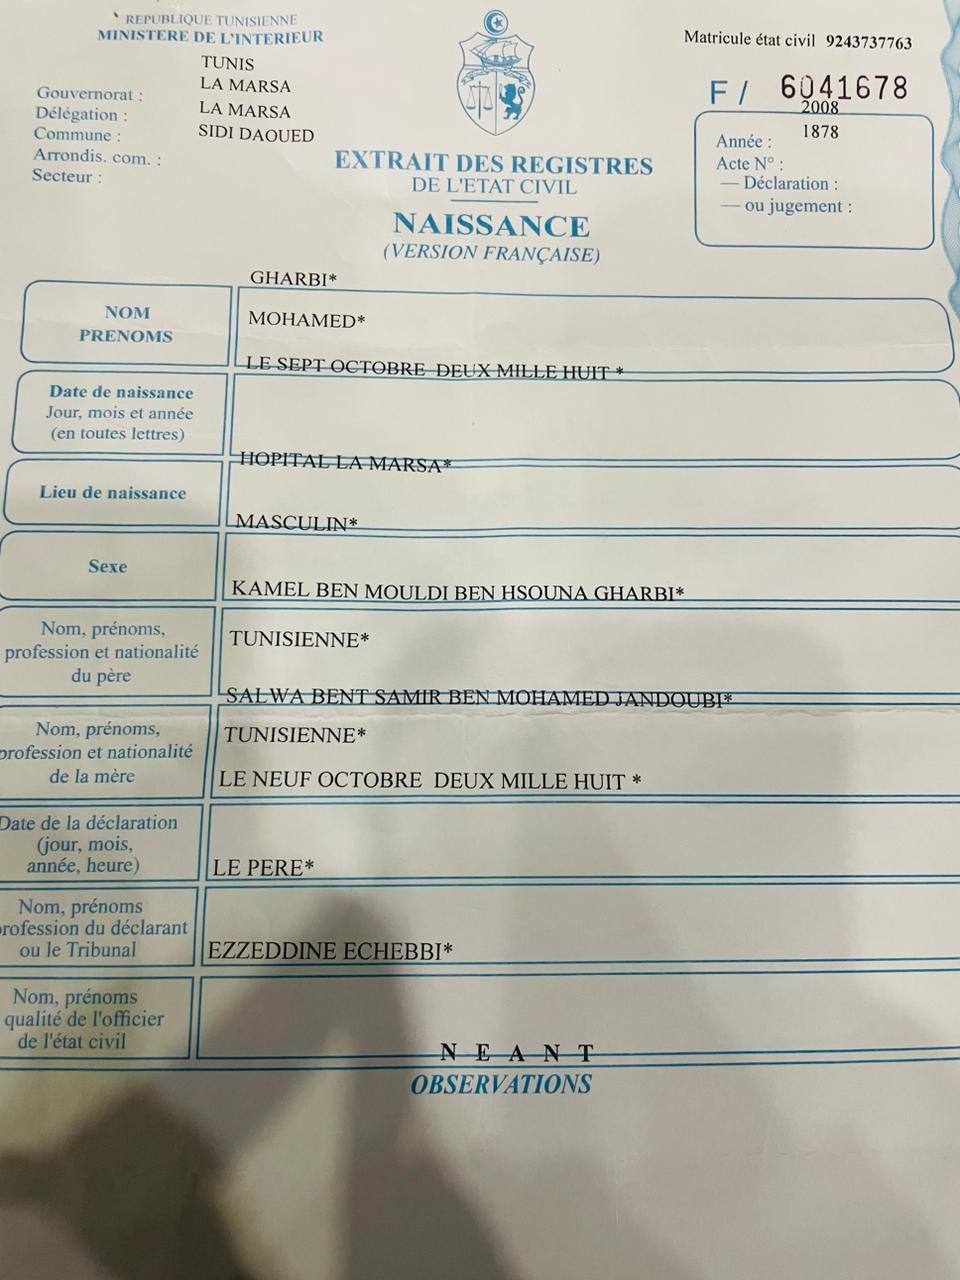 REPUBLIQUE TUNISIENNE
MINISTERE DE L'INTERIEUR
Matricule état civil 9243737763
TUNIS
Gouvernorat :
LA MARSA
Délégation :
LA MARSA
Commune :
SIDI DAOUED
Arrondis. com. :
Secteur :
F / 6041678
2008
Année :
1878
Acte N° :
— Déclaration :
— ou jugement :
EXTRAIT DES REGISTRES
DE L'ETAT CIVIL
NAISSANCE
(VERSION FRANÇAISE)
GHARBI*
NOM
PRENOMS
MOHAMED*
LE SEPT OCTOBRE DEUX MILLE HUIT *
Date de naissance
Jour, mois et année
(en toutes lettres)
HOPITAL LA MARSA*
Lieu de naissance
MASCULIN*
Sexe
KAMEL BEN MOULDI BEN HSOUNA GHARBI*
Nom, prénoms,
profession et nationalité
du père
TUNISIENNE*
SALWA BENT SAMIR BEN MOHAMED JANDOUBI*
Nom, prénoms,
profession et nationalité
de la mère
TUNISIENNE*
LE NEUF OCTOBRE DEUX MILLE HUIT *
Date de la déclaration
(jour, mois,
année, heure)
LE PERE*
Nom, prénoms
rofession du déclarant
ou le Tribunal
EZZEDDINE ECHEBBI*
Nom, prénoms
qualité de l'officier
de l'état civil
N E A N T
OBSERVATIONS